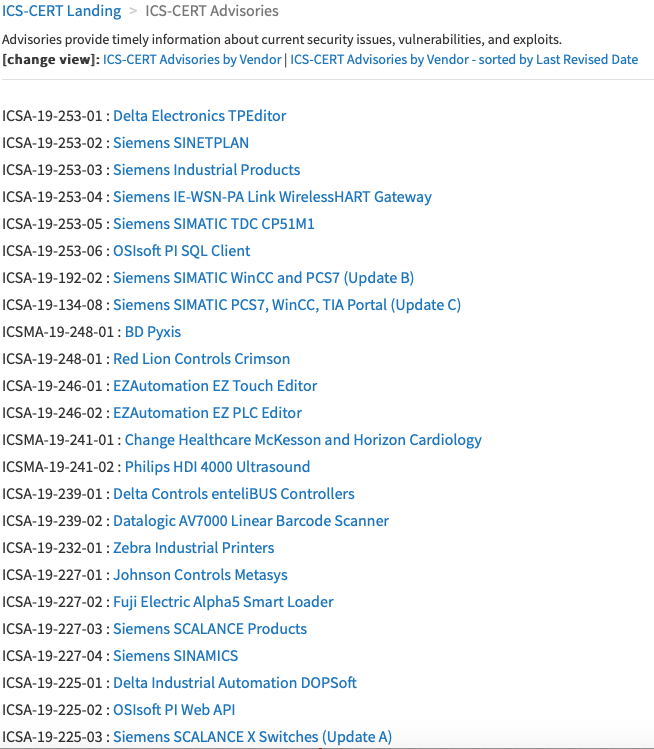 ICS-CERT Landing > ICS-CERT Advisories
Advisories provide timely information about current security issues, vulnerabilities, and exploits.
[change view]: ICS-CERT Advisories by Vendor | ICS-CERT Advisories by Vendor - sorted by Last Revised Date
ICSA-19-253-01 : Delta Electronics TPEditor
ICSA-19-253-02 : Siemens SINETPLAN
ICSA-19-253-03 : Siemens Industrial Products
ICSA-19-253-04 : Siemens IE-WSN-PA Link WirelessHART Gateway
ICSA-19-253-05 : Siemens SIMATIC TDC CP51M1
ICSA-19-253-06 : OSIsoft PI SQL Client
ICSA-19-192-02 : Siemens SIMATIC WinCC and PCS7 (Update B)
ICSA-19-134-08 : Siemens SIMATIC PCS7, WinCC, TIA Portal (Update C)
ICSMA-19-248-01 : BD Pyxis
ICSA-19-248-01 : Red Lion Controls Crimson
ICSA-19-246-01 : EZAutomation EZ Touch Editor
ICSA-19-246-02 : EZAutomation EZ PLC Editor
ICSMA-19-241-01 : Change Healthcare McKesson and Horizon Cardiology
ICSMA-19-241-02 : Philips HDI 4000 Ultrasound
ICSA-19-239-01 : Delta Controls enteliBUS Controllers
ICSA-19-239-02 : Datalogic AV7000 Linear Barcode Scanner
ICSA-19-232-01 : Zebra Industrial Printers
ICSA-19-227-01 : Johnson Controls Metasys
ICSA-19-227-02 : Fuji Electric Alpha5 Smart Loader
ICSA-19-227-03 : Siemens SCALANCE Products
ICSA-19-227-04 : Siemens SINAMICS
ICSA-19-225-01 : Delta Industrial Automation DOPSoft
ICSA-19-225-02 : OSIsoft PI Web API
ICSA-19-225-03 : Siemens SCALANCE X Switches (Update A)